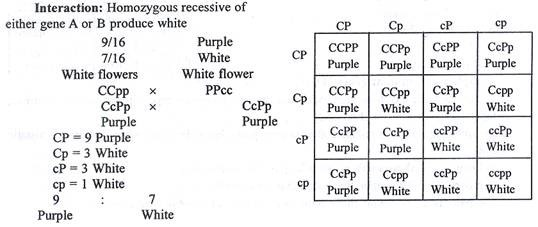 Interaction: Homozygous recessive of
either gene A or B produce white
9/16 Purple
7/16 White
White flowers White flower
CCpp × PPcc
CcPp × CcPp
Purple Purple
CP = 9 Purple
Cp = 3 White
cP = 3 White
cp = 1 White
9 : 7
Purple White
CP Cp cP cp
CP CCPP CCPp CcPP CcPp
Purple Purple Purple Purple
Cp CCPp CCpp CcPp Ccpp
Purple White Purple White
cP CcPP CcPp ccPP ccPp
Purple Purple White White
cp CcPp Ccpp ccPp ccpp
Purple White White White